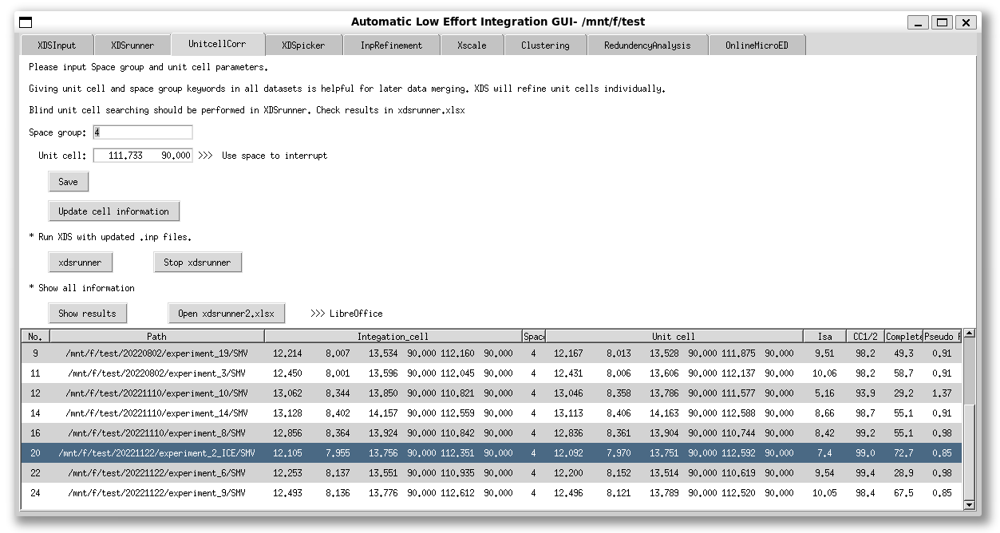 Automatic Low Effort Integration GUI- /mnt/f/test
XDSInput XDSrunner UnitcellCorr XDSpicker InpRefinement Xscale Clustering RedundencyAnalysis OnlineMicroED
Please input Space group and unit cell parameters.
Giving unit cell and space group keywords in all datasets is helpful for later data merging. XDS will refine unit cells individually.
Blind unit cell searching should be performed in XDSrunner. Check results in xdsrunner.xlsx
Space group: 4
Unit cell: 111.733 90.000 >>> Use space to interrupt
Save
Update cell information
* Run XDS with updated .inp files.
xdsrunner Stop xdsrunner
* Show all information
Show results Open xdsrunner2.xlsx >>> LibreOffice
No. Path Integation_cell Spac Unit cell Isa CC1/2 Complete Pseudo
9 /mnt/f/test/20220802/experiment_19/SMV 12.214 8.007 13.534 90.000 112.160 90.000 4 12.167 8.013 13.528 90.000 111.875 90.000 9.51 98.2 49.3 0.91
11 /mnt/f/test/20220802/experiment_3/SMV 12.450 8.001 13.596 90.000 112.045 90.000 4 12.431 8.006 13.606 90.000 112.137 90.000 10.06 98.2 58.7 0.91
12 /mnt/f/test/20221110/experiment_10/SMV 13.062 8.344 13.850 90.000 110.821 90.000 4 13.046 8.358 13.786 90.000 111.577 90.000 5.16 93.9 29.2 1.37
14 /mnt/f/test/20221110/experiment_14/SMV 13.128 8.402 14.157 90.000 112.559 90.000 4 13.113 8.406 14.163 90.000 112.588 90.000 8.66 98.7 55.1 0.91
16 /mnt/f/test/20221110/experiment_8/SMV 12.856 8.364 13.924 90.000 110.842 90.000 4 12.836 8.361 13.904 90.000 110.744 90.000 8.42 99.2 55.1 0.98
20 /mnt/f/test/20221122/experiment_2_ICE/SMV 12.105 7.955 13.756 90.000 112.351 90.000 4 12.092 7.970 13.751 90.000 112.592 90.000 7.4 99.0 72.7 0.85
22 /mnt/f/test/20221122/experiment_6/SMV 12.253 8.137 13.551 90.000 110.935 90.000 4 12.200 8.152 13.514 90.000 110.619 90.000 9.54 99.4 28.9 0.98
24 /mnt/f/test/20221122/experiment_9/SMV 12.493 8.136 13.776 90.000 112.612 90.000 4 12.496 8.121 13.789 90.000 112.520 90.000 10.05 98.4 67.5 0.85